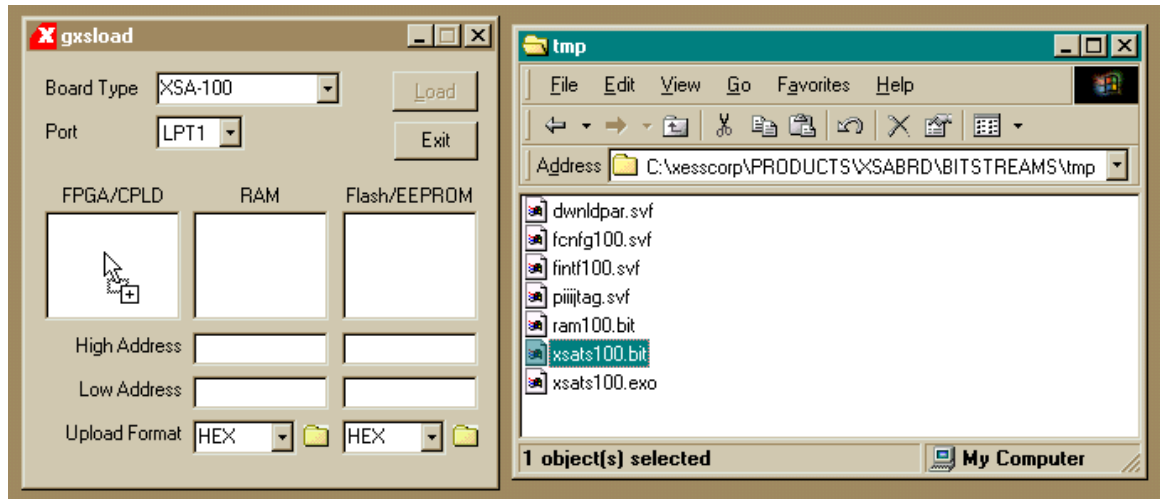 X gxsload
Board Type XSA-100 Load
Port LPT1 Exit
FPGA/CPLD RAM Flash/EEPROM
High Address
Low Address
Upload Format HEX HEX
tmp
File Edit View Go Favorites Help
Address C:\xesscorp\PRODUCTS\XSABRD\BITSTREAMS\tmp
dwnldpar.svf
fcnfg100.svf
fintf100.svf
piiijtag.svf
ram100.bit
xsats100.bit
xsats100.exo
1 object(s) selected My Computer